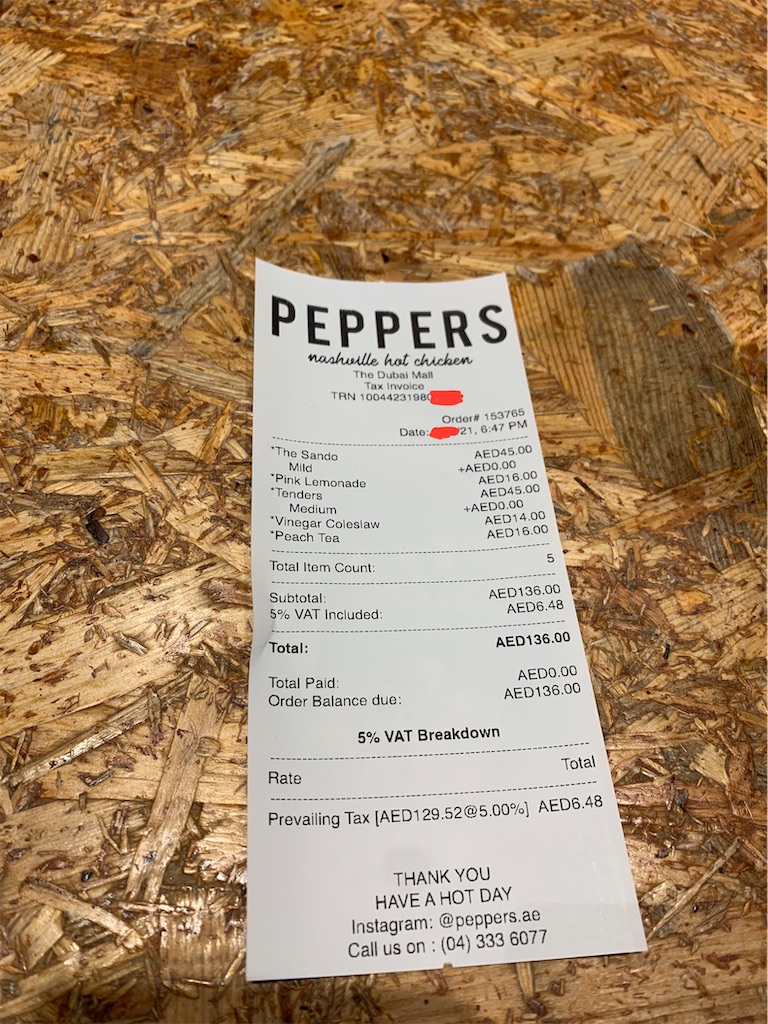 PEPPERS
nashville hot chicken
The Dubai Mall
Tax Invoice
TRN 1004423198
Order# 153765
Date: 21, 6:47 PM
*The Sando AED45.00
Mild +AED0.00
*Pink Lemonade AED16.00
*Tenders AED45.00
Medium +AED0.00
*Vinegar Coleslaw AED14.00
*Peach Tea AED16.00
Total Item Count: 5
Subtotal: AED136.00
5% VAT Included: AED6.48
Total: AED136.00
Total Paid: AED0.00
Order Balance due: AED136.00
5% VAT Breakdown
Rate Total
Prevailing Tax [AED129.52@5.00%] AED6.48
THANK YOU
HAVE A HOT DAY
Instagram: @peppers.ae
Call us on : (04) 333 6077